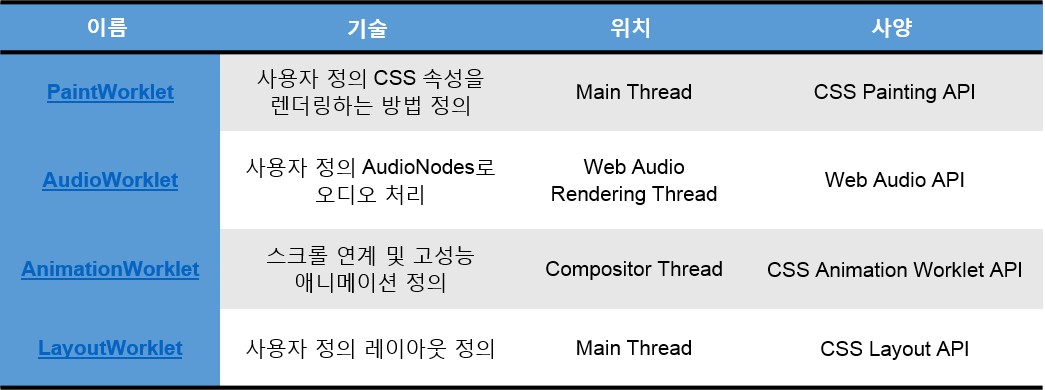 이름 기술 위치 사양
PaintWorklet 사용자 정의 CSS 속성을 렌더링하는 방법 정의 Main Thread CSS Painting API
AudioWorklet 사용자 정의 AudioNodes로 오디오 처리 Web Audio Rendering Thread Web Audio API
AnimationWorklet 스크롤 연계 및 고성능 애니메이션 정의 Compositor Thread CSS Animation Worklet API
LayoutWorklet 사용자 정의 레이아웃 정의 Main Thread CSS Layout API